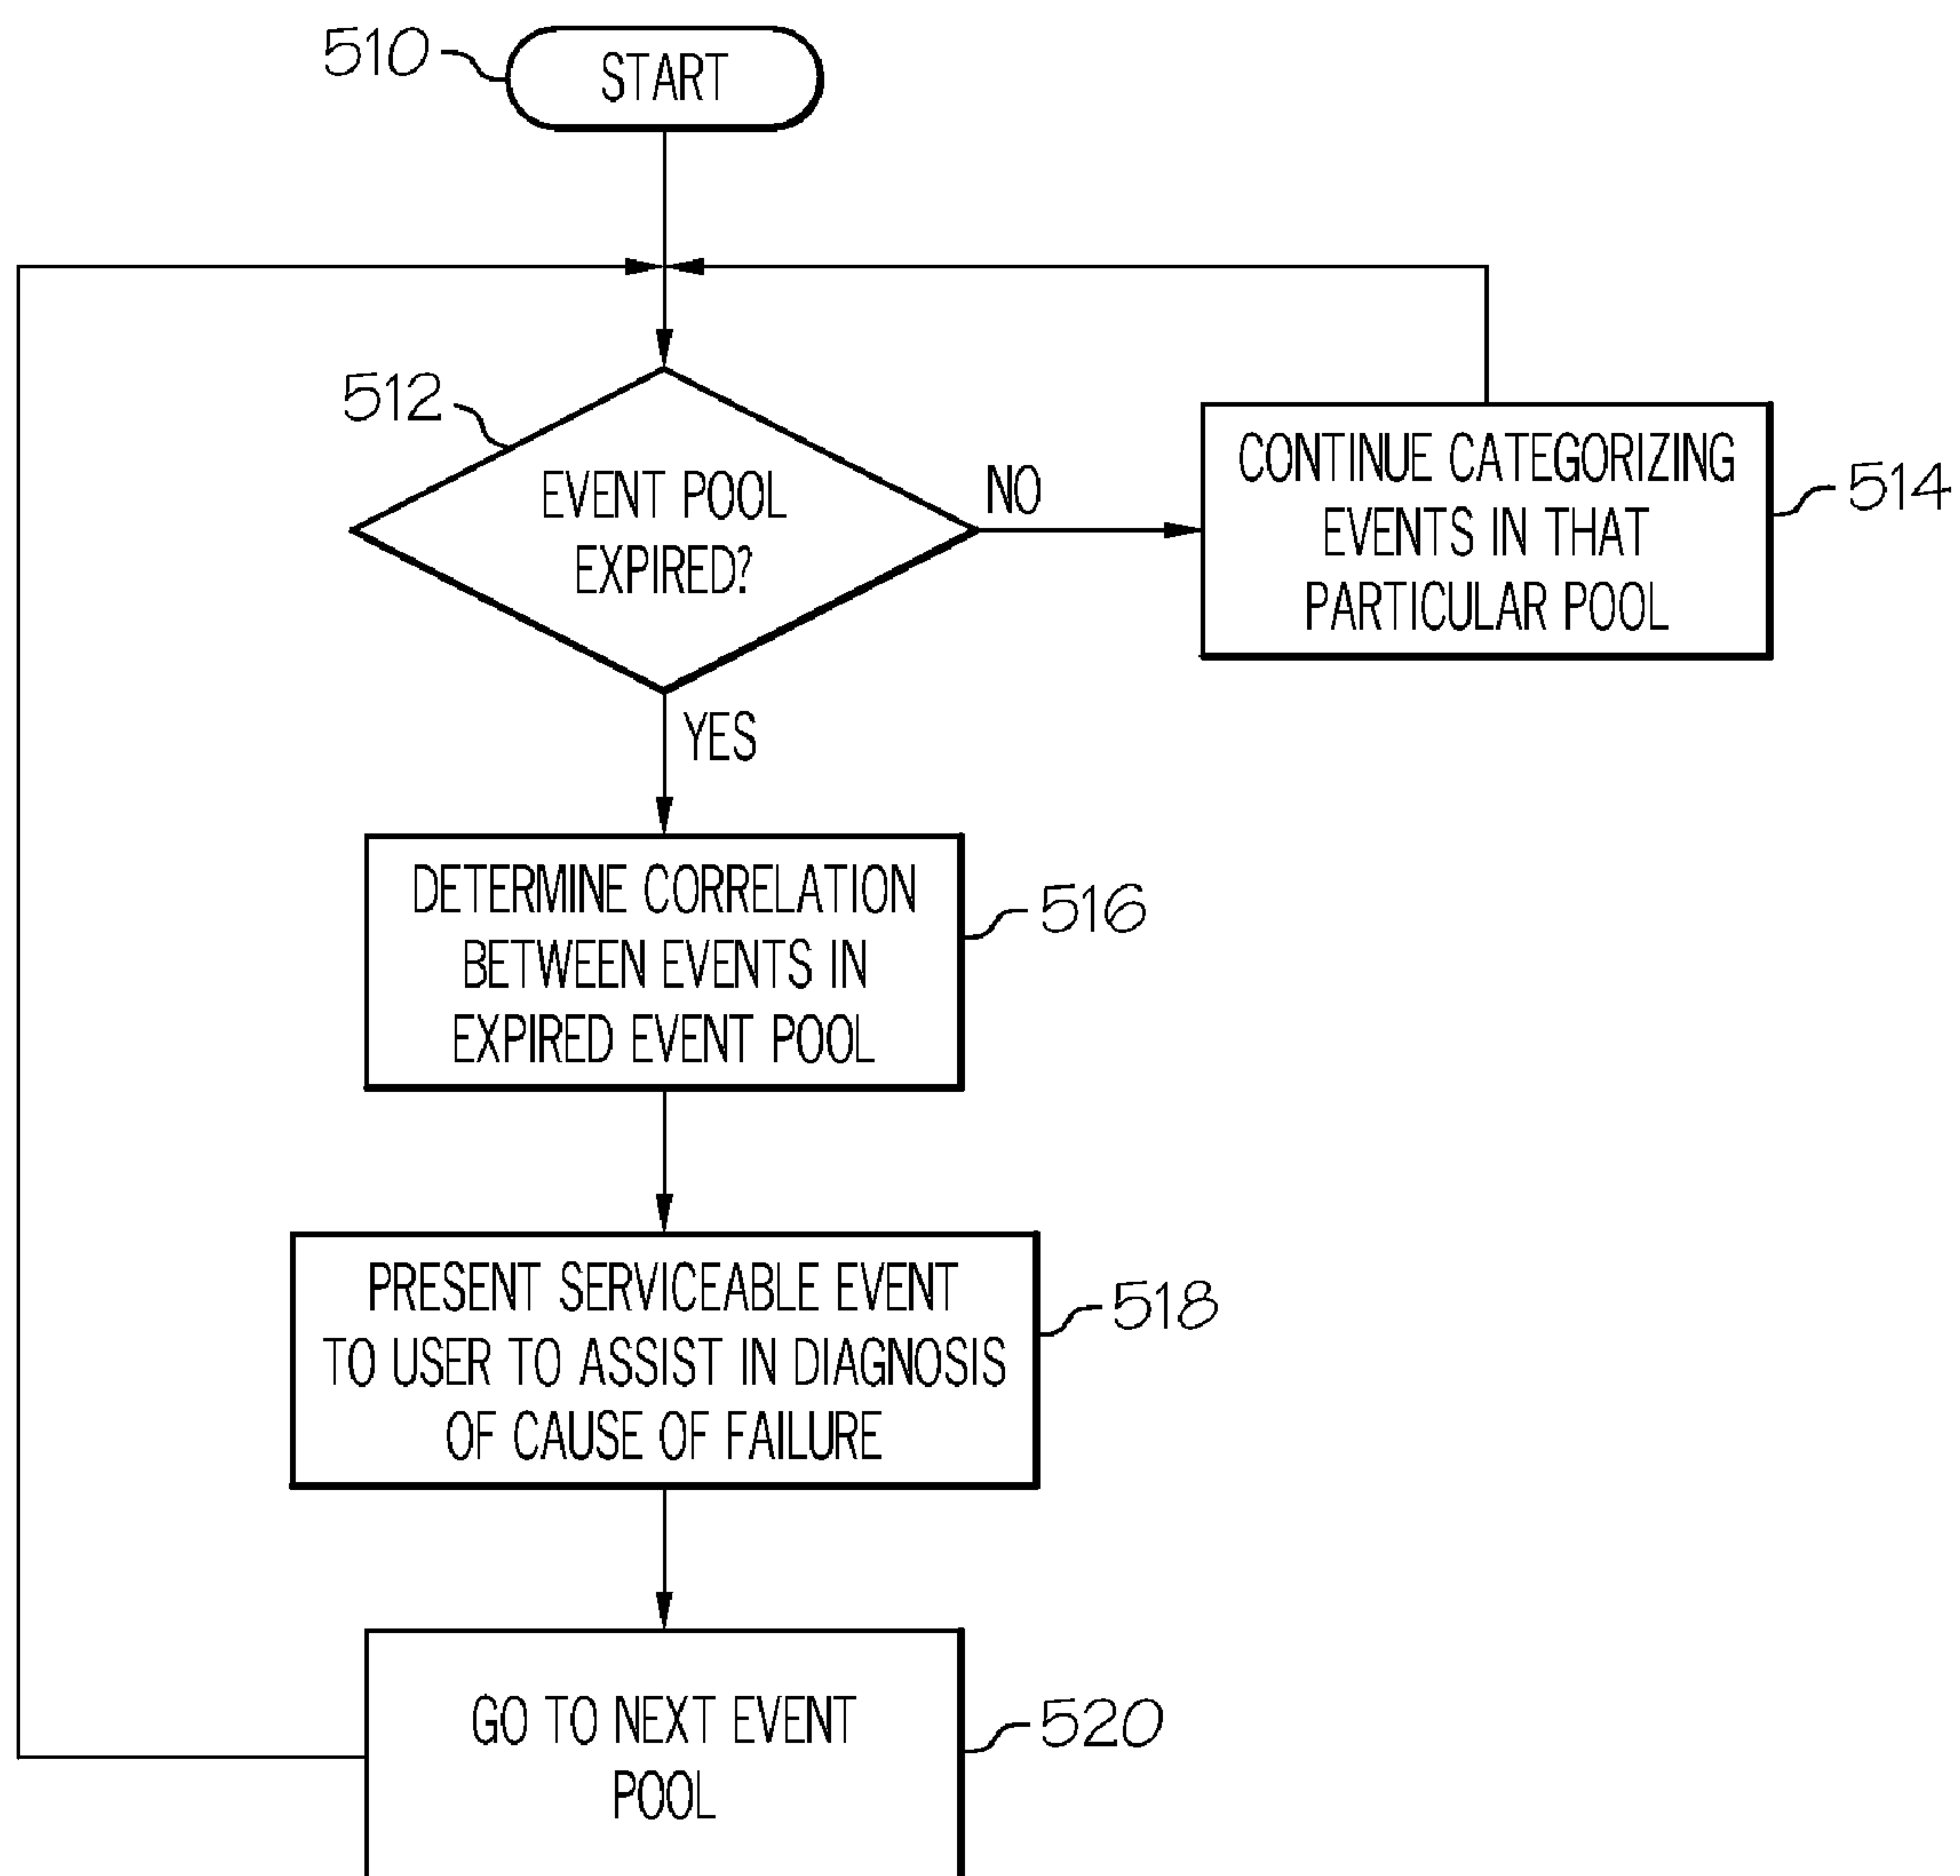 510
START
512
EVENT POOL
EXPIRED?
NO
CONTINUE CATEGORIZING
EVENTS IN THAT
PARTICULAR POOL
514
YES
DETERMINE CORRELATION
BETWEEN EVENTS IN
EXPIRED EVENT POOL
516
PRESENT SERVICEABLE EVENT
TO USER TO ASSIST IN DIAGNOSIS
OF CAUSE OF FAILURE
518
GO TO NEXT EVENT
POOL
520